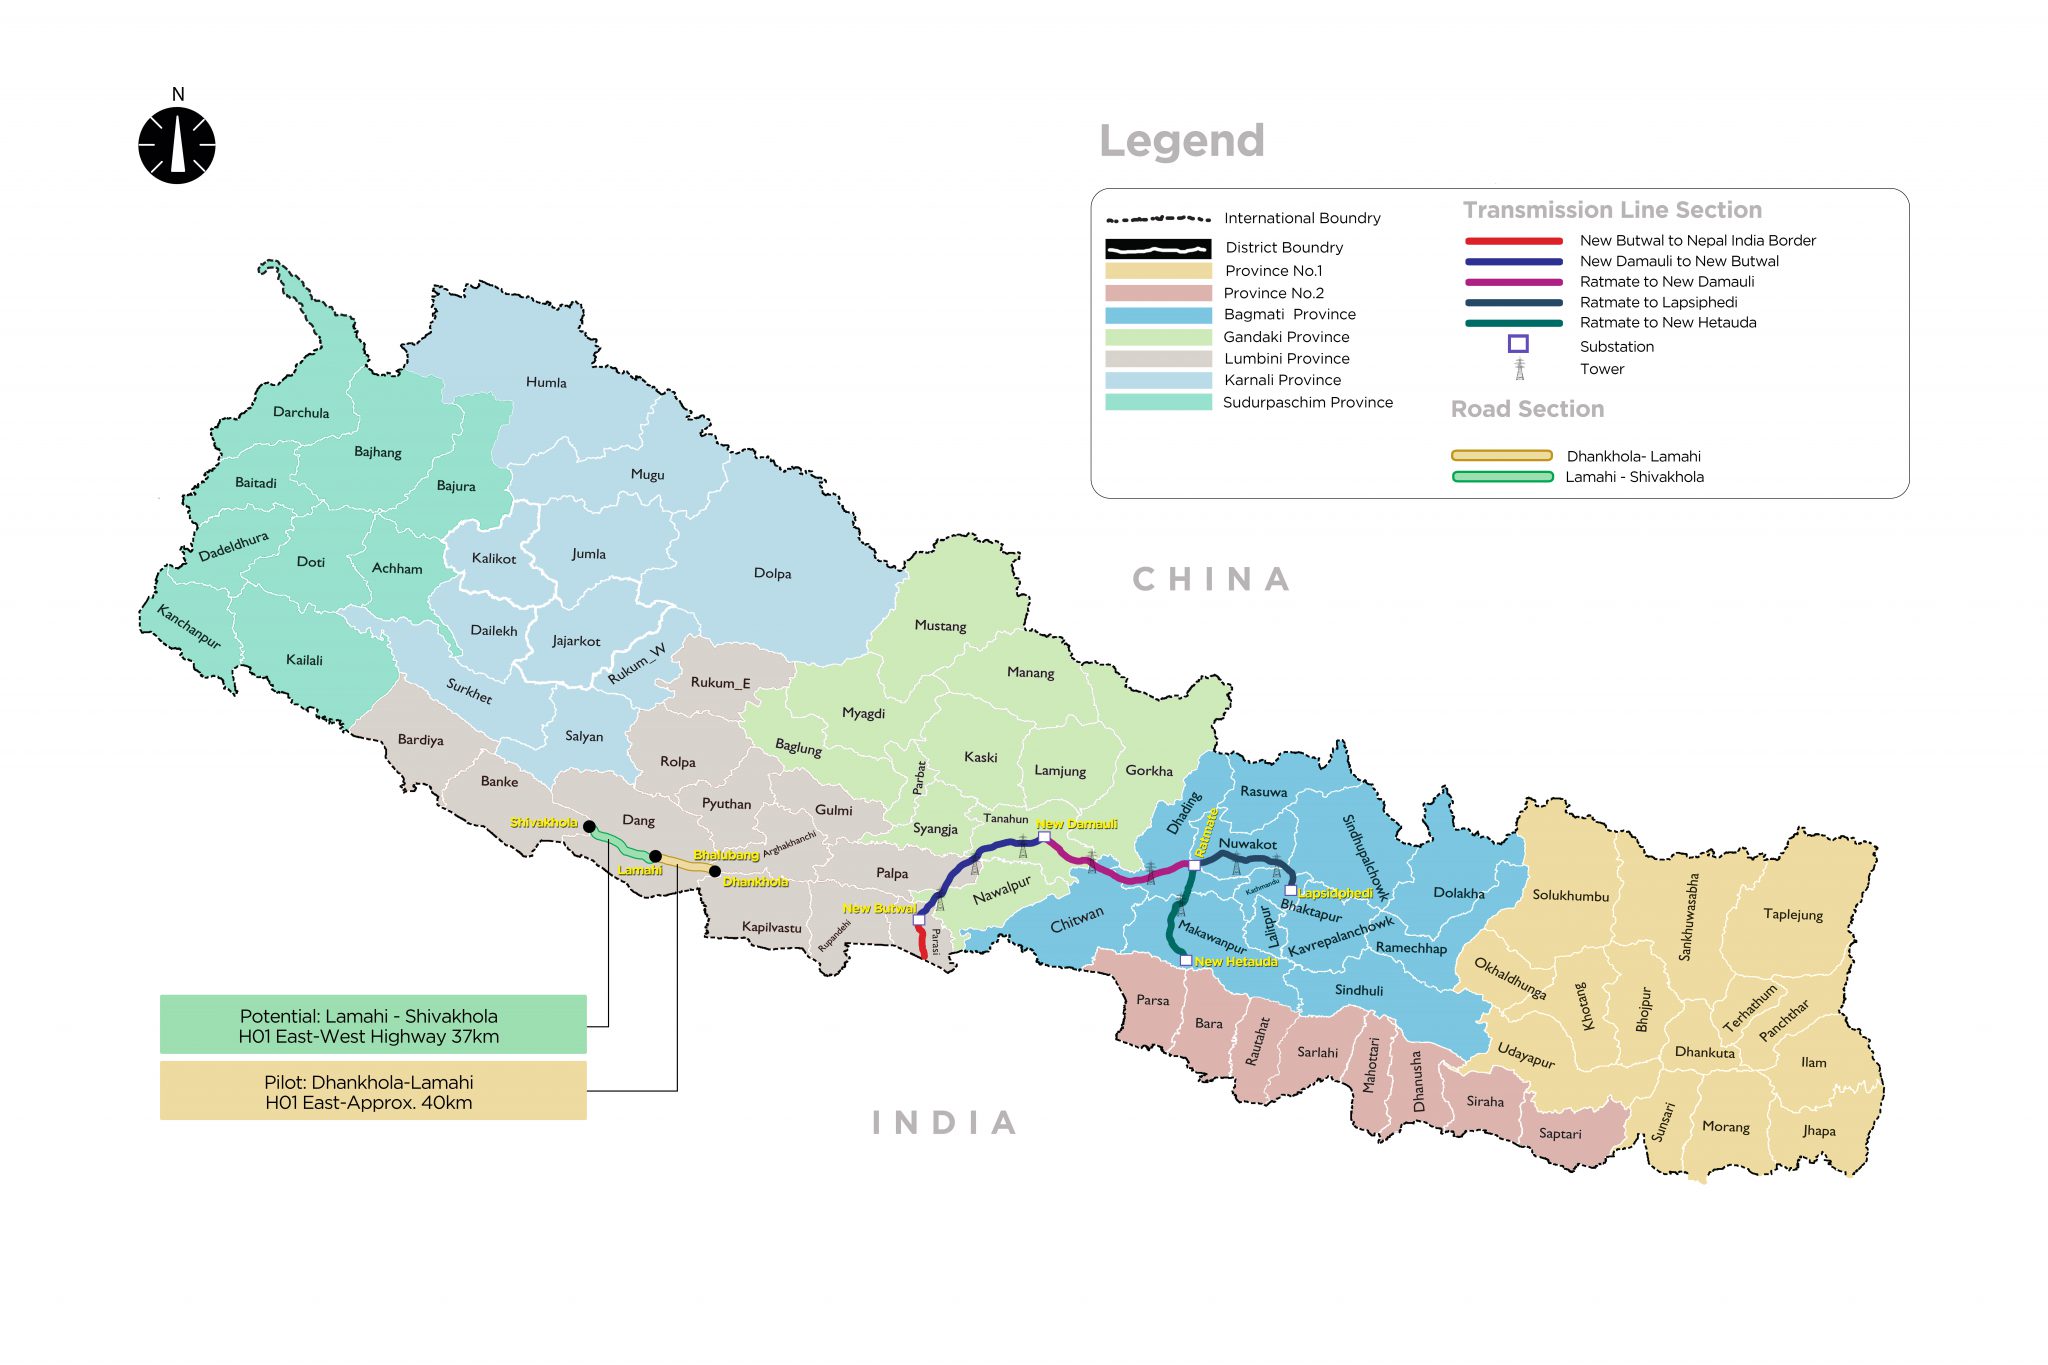 N
Legend
International Boundry
District Boundry
Province No.1
Province No.2
Bagmati Province
Gandaki Province
Lumbini Province
Karnali Province
Sudurpaschim Province
Transmission Line Section
New Butwal to Nepal India Border
New Damauli to New Butwal
Ratmate to New Damauli
Ratmate to Lapsiphedi
Ratmate to New Hetauda
Substation
Tower
Road Section
Dhankhola- Lamahi
Lamahi - Shivakhola
CHINA
INDIA
Humla
Darchula
Bajhang
Baitadi
Bajura
Mugu
Dadeldhura
Doti
Achham
Kalikot
Jumla
Dolpa
Kanchanpur
Kailali
Dailekh
Jajarkot
Rukum_W
Surkhet
Salyan
Rukum_E
Mustang
Manang
Myagdi
Bardiya
Banke
Rolpa
Baglung
Parbat
Kaski
Lamjung
Gorkha
Pyuthan
Gulmi
Dang
Shivakhola
Arghakhanchi
Syangja
Tanahun
New Damauli
Bhalubang
Lamahi
Dhankhola
Palpa
Nawalpur
New Butwal
Kapilvastu
Rupandehi
Parasi
Dhading
Ratmate
Rasuwa
Nuwakot
Sindhupalchowk
Dolakha
Kashmandu
Lapsidphedi
Bhaktapur
Lalitpur
Chitwan
Makawanpur
Kavrepalanchowk
Ramechhap
New Hetauda
Sindhuli
Parsa
Bara
Rautahat
Sarlahi
Mahottari
Dhanusha
Siraha
Saptari
Solukhumbu
Sankhuwasabha
Taplejung
Okhaldhunga
Khotang
Bhojpur
Terhathum
Panchthar
Udayapur
Dhankuta
Ilam
Sunsari
Morang
Jhapa
Potential: Lamahi - Shivakhola
H01 East-West Highway 37km
Pilot: Dhankhola-Lamahi
H01 East-Approx. 40km